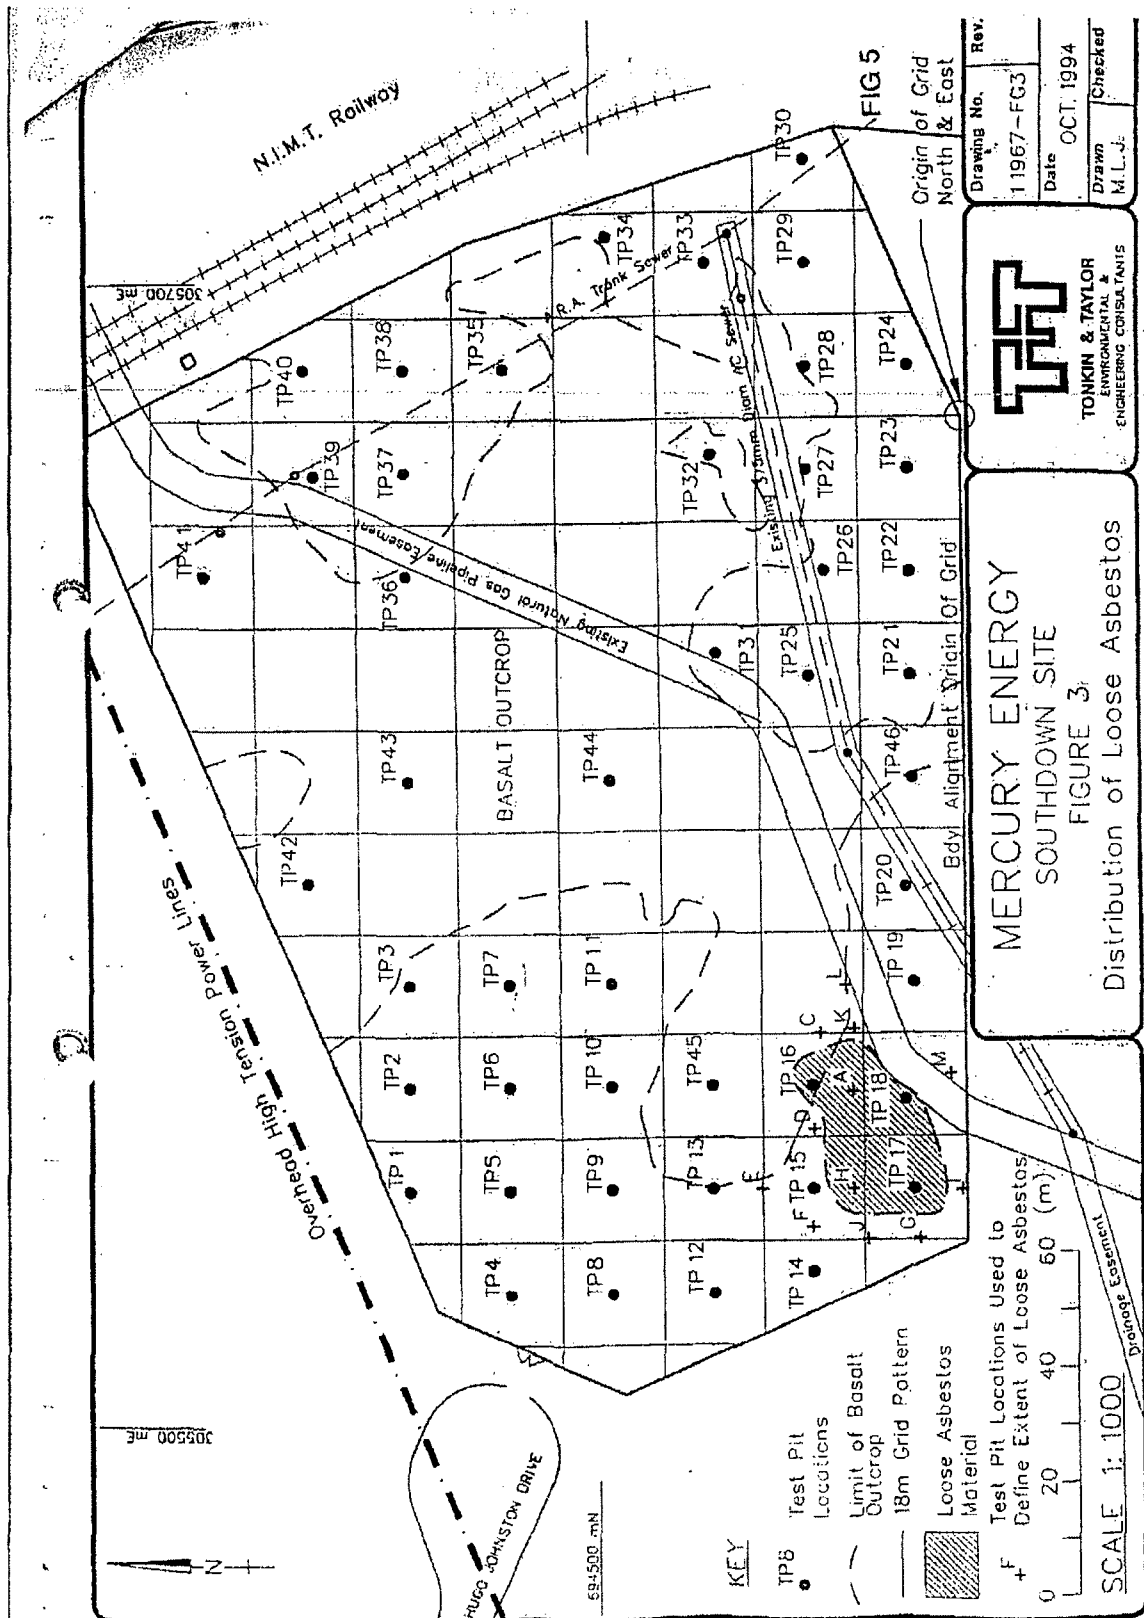 N.I.M.T. Railway
305700 mE
305500 mE
694500 mN
Overhead High Tension Power Lines
HUGO JOHNSTON DRIVE
N
TP41
TP40
TP39
TP38
TP37
TP36
TP35
TP34
TP33
TP30
TP29
TP28
TP24
TP32
TP27
TP23
TP26
TP22
TP31
TP25
TP21
TP43
TP44
TP46
TP42
TP20
TP3
TP7
TP11
TP19
TP2
TP6
TP10
TP45
TP16
TP18
TP1
TP5
TP9
TP13
TP15
TP17
TP4
TP8
TP12
TP14
A
C
D
E
F
G
H
I
J
K
L
M
BASALT OUTCROP
Existing Natural Gas Pipeline Easement
R.A. Trunk Sewer
Existing 375mm Diam AC Sewer
Bdy Alignment Origin Of Grid
Drainage Easement
FIG 5
Origin of Grid
North & East
KEY
TP8
Test Pit
Locations
Limit of Basalt
Outcrop
18m Grid Pattern
Loose Asbestos
Material
+F
Test Pit Locations Used to
Define Extent of Loose Asbestos
0 20 40 60 (m)
SCALE 1: 1000
MERCURY ENERGY
SOUTHDOWN SITE
FIGURE 3
Distribution of Loose Asbestos
TONKIN & TAYLOR
ENVIRONMENTAL &
ENGINEERING CONSULTANTS
Drawing No.
11967-FG3
Rev.
Date
OCT. 1994
Drawn
M.L.J.
Checked